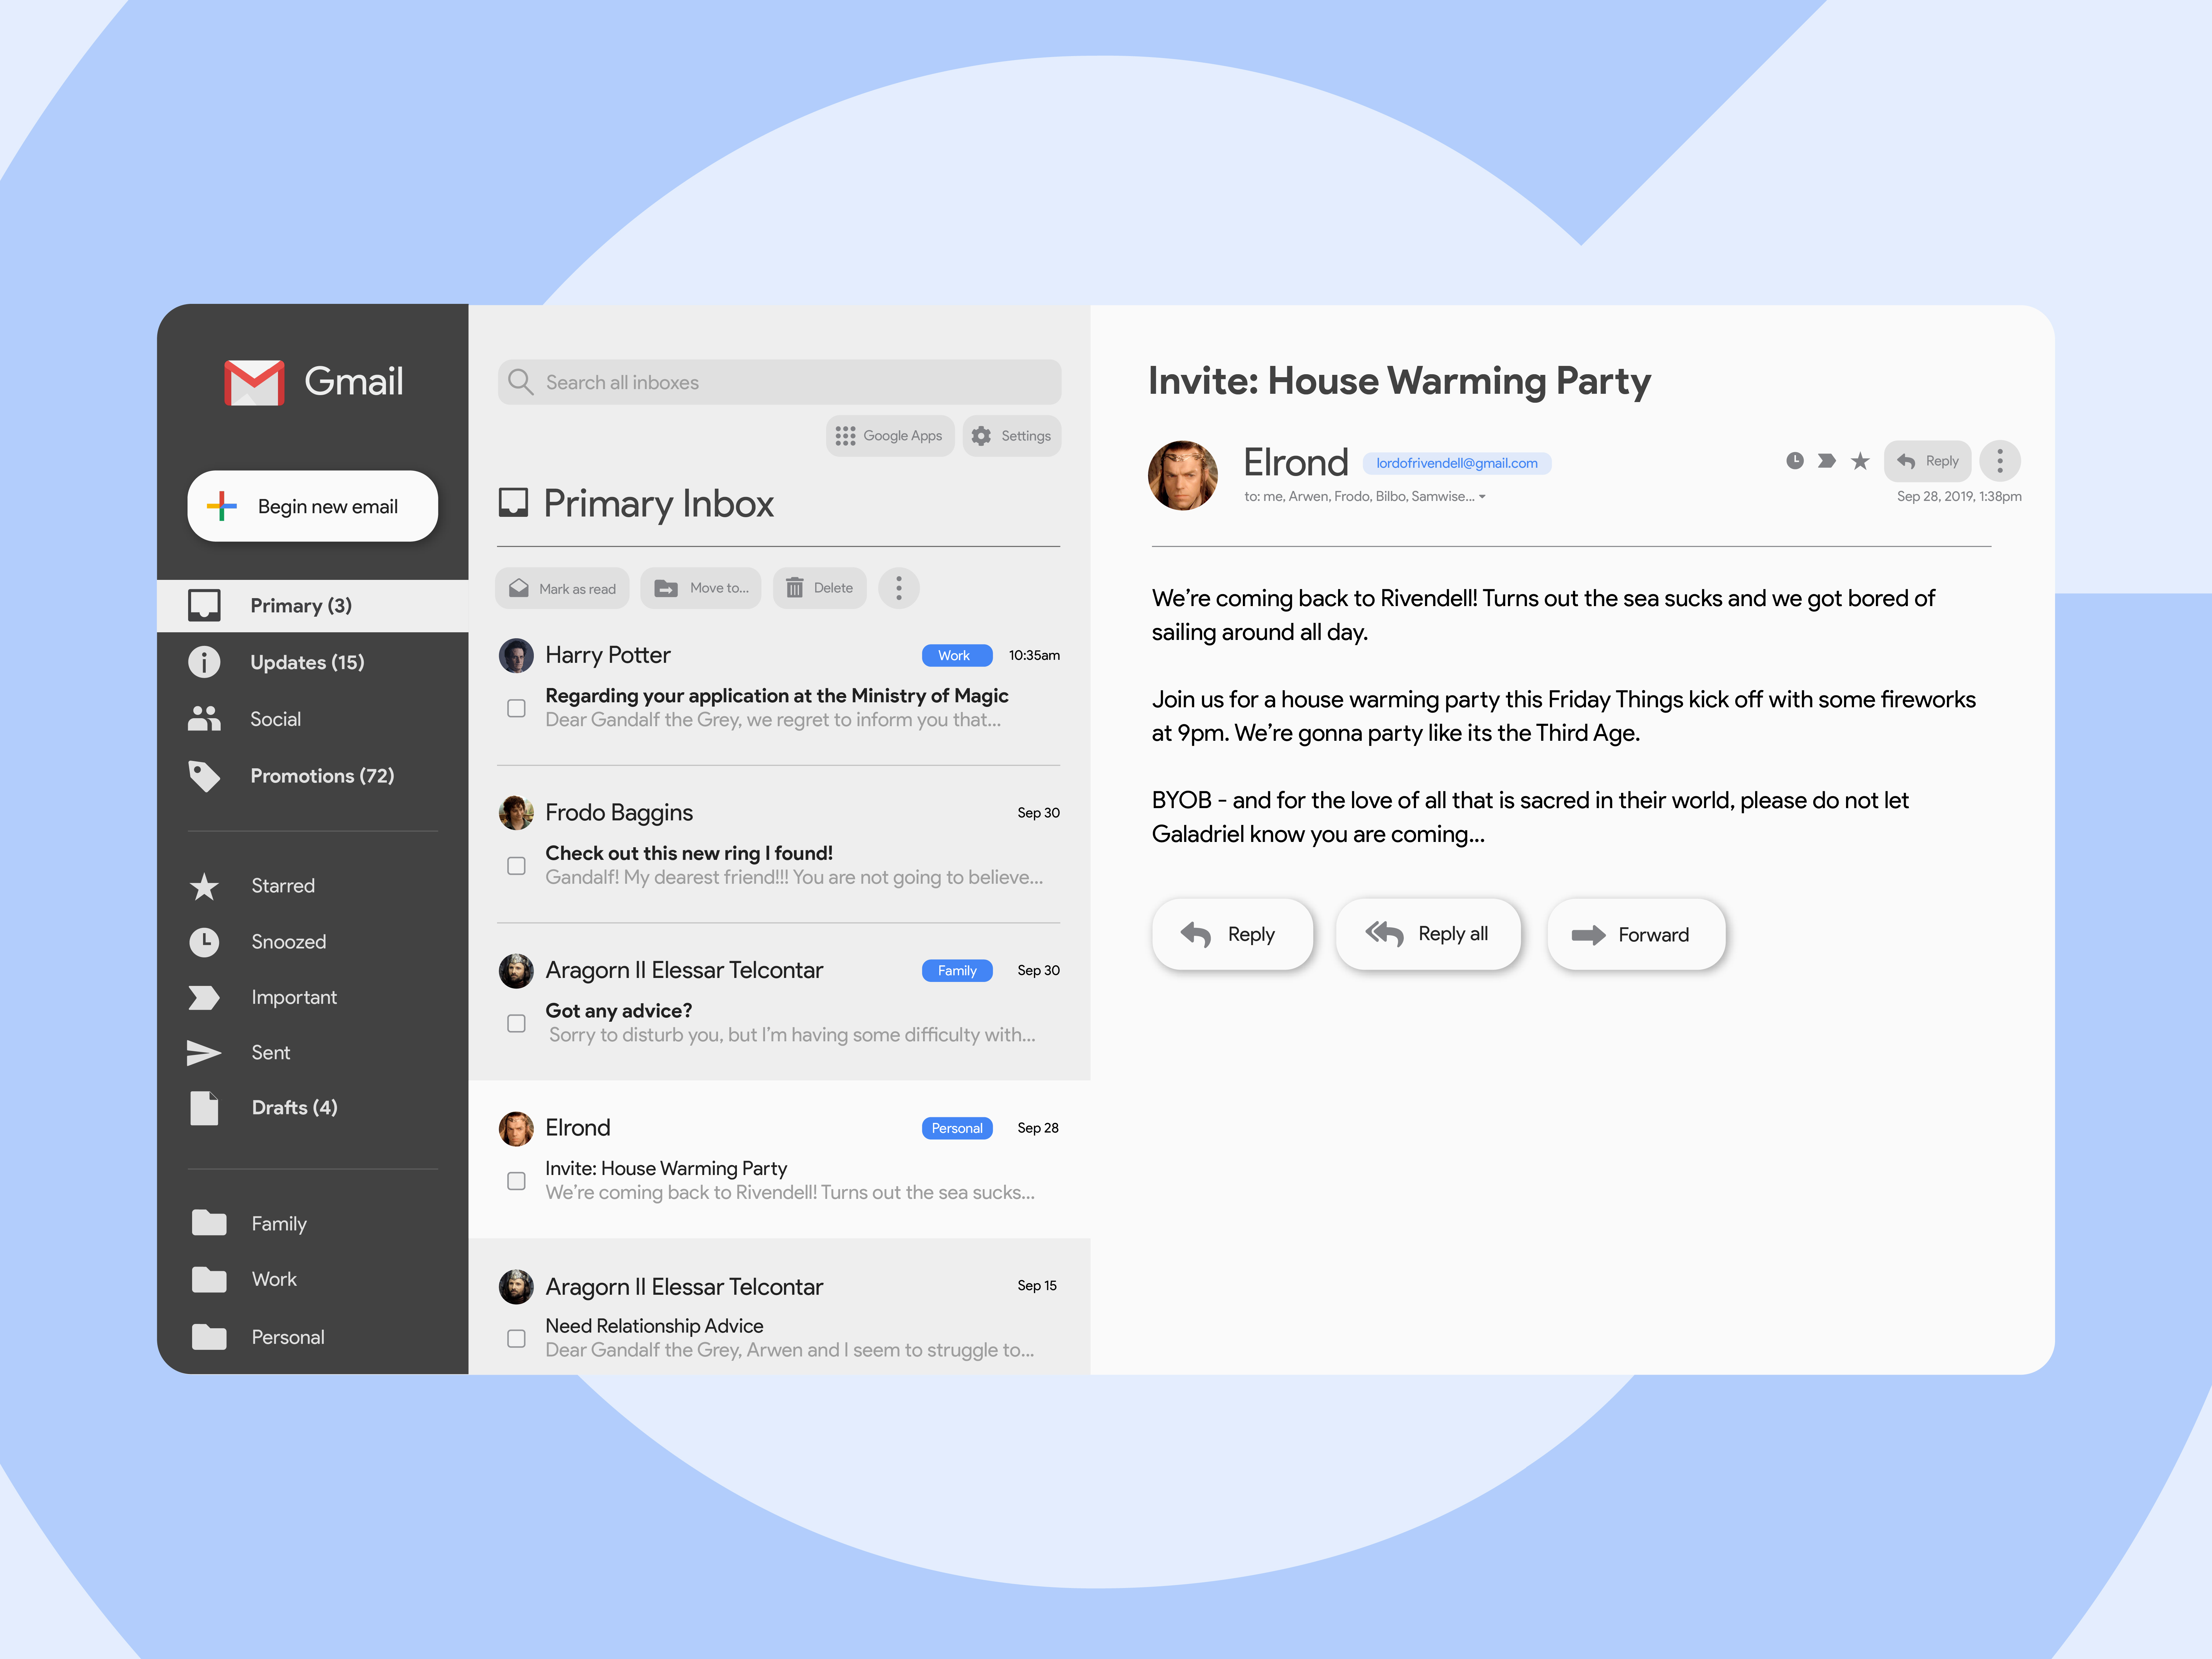 Gmail
Begin new email
Primary (3)
Updates (15)
Social
Promotions (72)
Starred
Snoozed
Important
Sent
Drafts (4)
Family
Work
Personal
Search all inboxes
Google Apps
Settings
Primary Inbox
Mark as read
Move to...
Delete
Harry Potter
Work
10:35am
Regarding your application at the Ministry of Magic
Dear Gandalf the Grey, we regret to inform you that...
Frodo Baggins
Sep 30
Check out this new ring I found!
Gandalf! My dearest friend!!! You are not going to believe...
Aragorn II Elessar Telcontar
Family
Sep 30
Got any advice?
Sorry to disturb you, but I'm having some difficulty with...
Elrond
Personal
Sep 28
Invite: House Warming Party
We're coming back to Rivendell! Turns out the sea sucks...
Aragorn II Elessar Telcontar
Sep 15
Need Relationship Advice
Dear Gandalf the Grey, Arwen and I seem to struggle to...
Invite: House Warming Party
Elrond
lordofrivendell@gmail.com
Reply
to: me, Arwen, Frodo, Bilbo, Samwise...
Sep 28, 2019, 1:38pm
We're coming back to Rivendell! Turns out the sea sucks and we got bored of
sailing around all day.
Join us for a house warming party this Friday Things kick off with some fireworks
at 9pm. We're gonna party like its the Third Age.
BYOB - and for the love of all that is sacred in their world, please do not let
Galadriel know you are coming...
Reply
Reply all
Forward